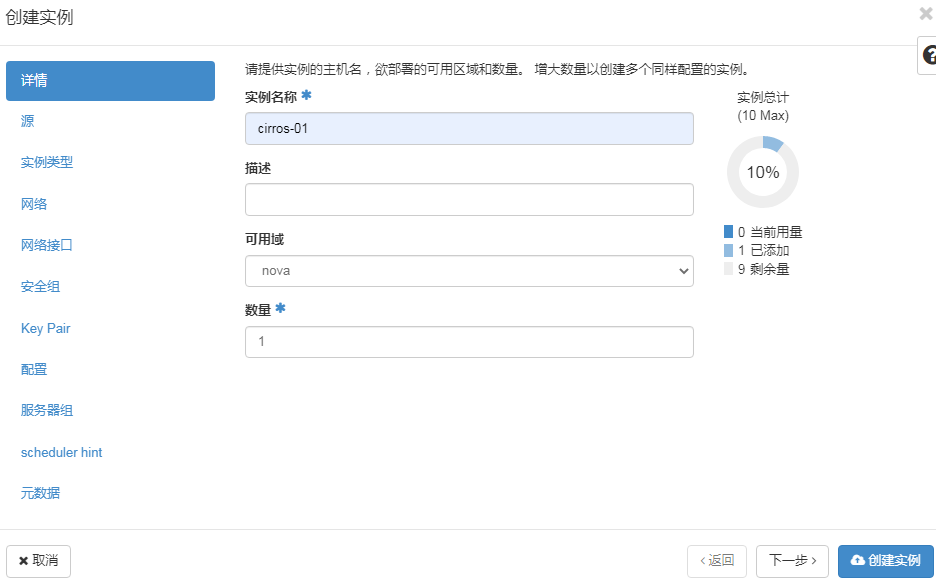 创建实例
详情
源
实例类型
网络
网络接口
安全组
Key Pair
配置
服务器组
scheduler hint
元数据
请提供实例的主机名，欲部署的可用区域和数量。 增大数量以创建多个同样配置的实例。
实例名称 *
cirros-01
描述
可用域
nova
数量 *
1
实例总计
(10 Max)
10%
0 当前用量
1 已添加
9 剩余量
× 取消
‹ 返回
下一步 ›
创建实例